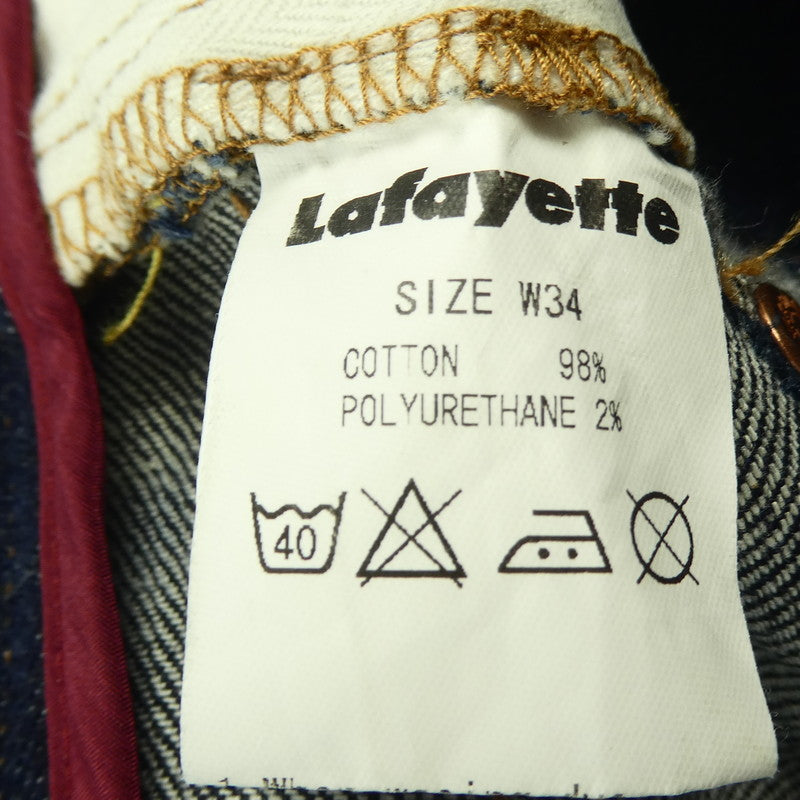 Lafayette
SIZE W34
COTTON 98%
POLYURETHANE 2%
40